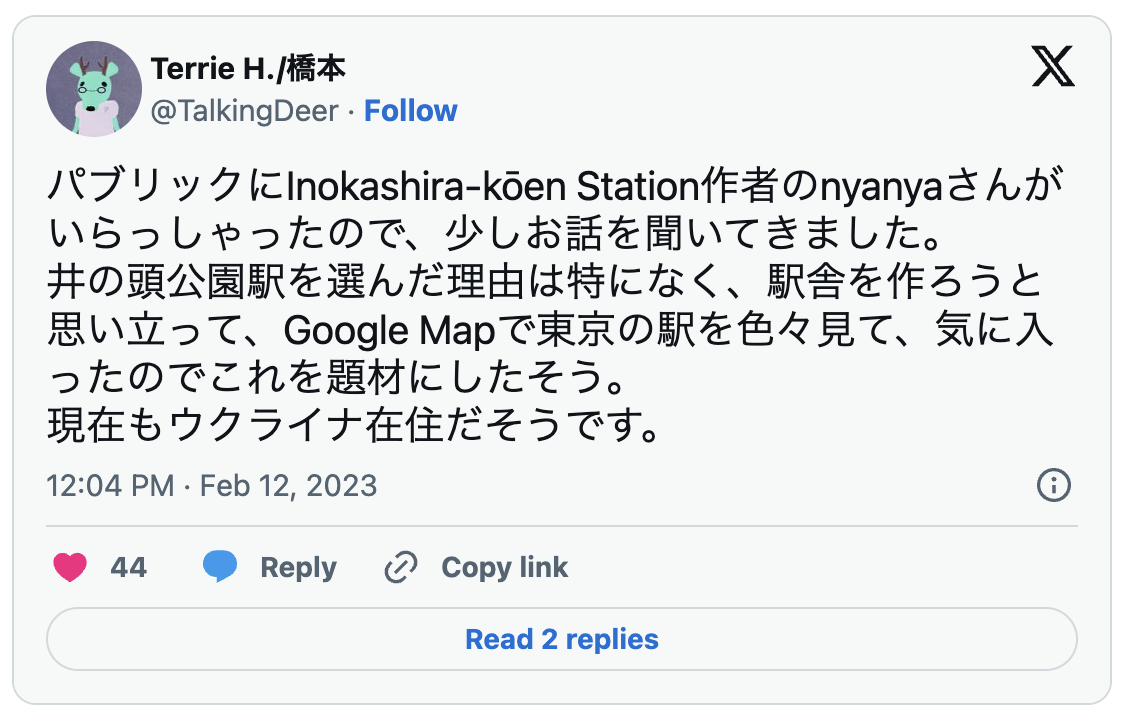 Terrie H./橋本
@TalkingDeer · Follow
パブリックにInokashira-kōen Station作者のnyanyaさんが
いらっしゃったので、少しお話を聞いてきました。
井の頭公園駅を選んだ理由は特になく、駅舎を作ろうと
思い立って、Google Mapで東京の駅を色々見て、気に入
ったのでこれを題材にしたそう。
現在もウクライナ在住だそうです。
12:04 PM · Feb 12, 2023
44 Reply Copy link
Read 2 replies